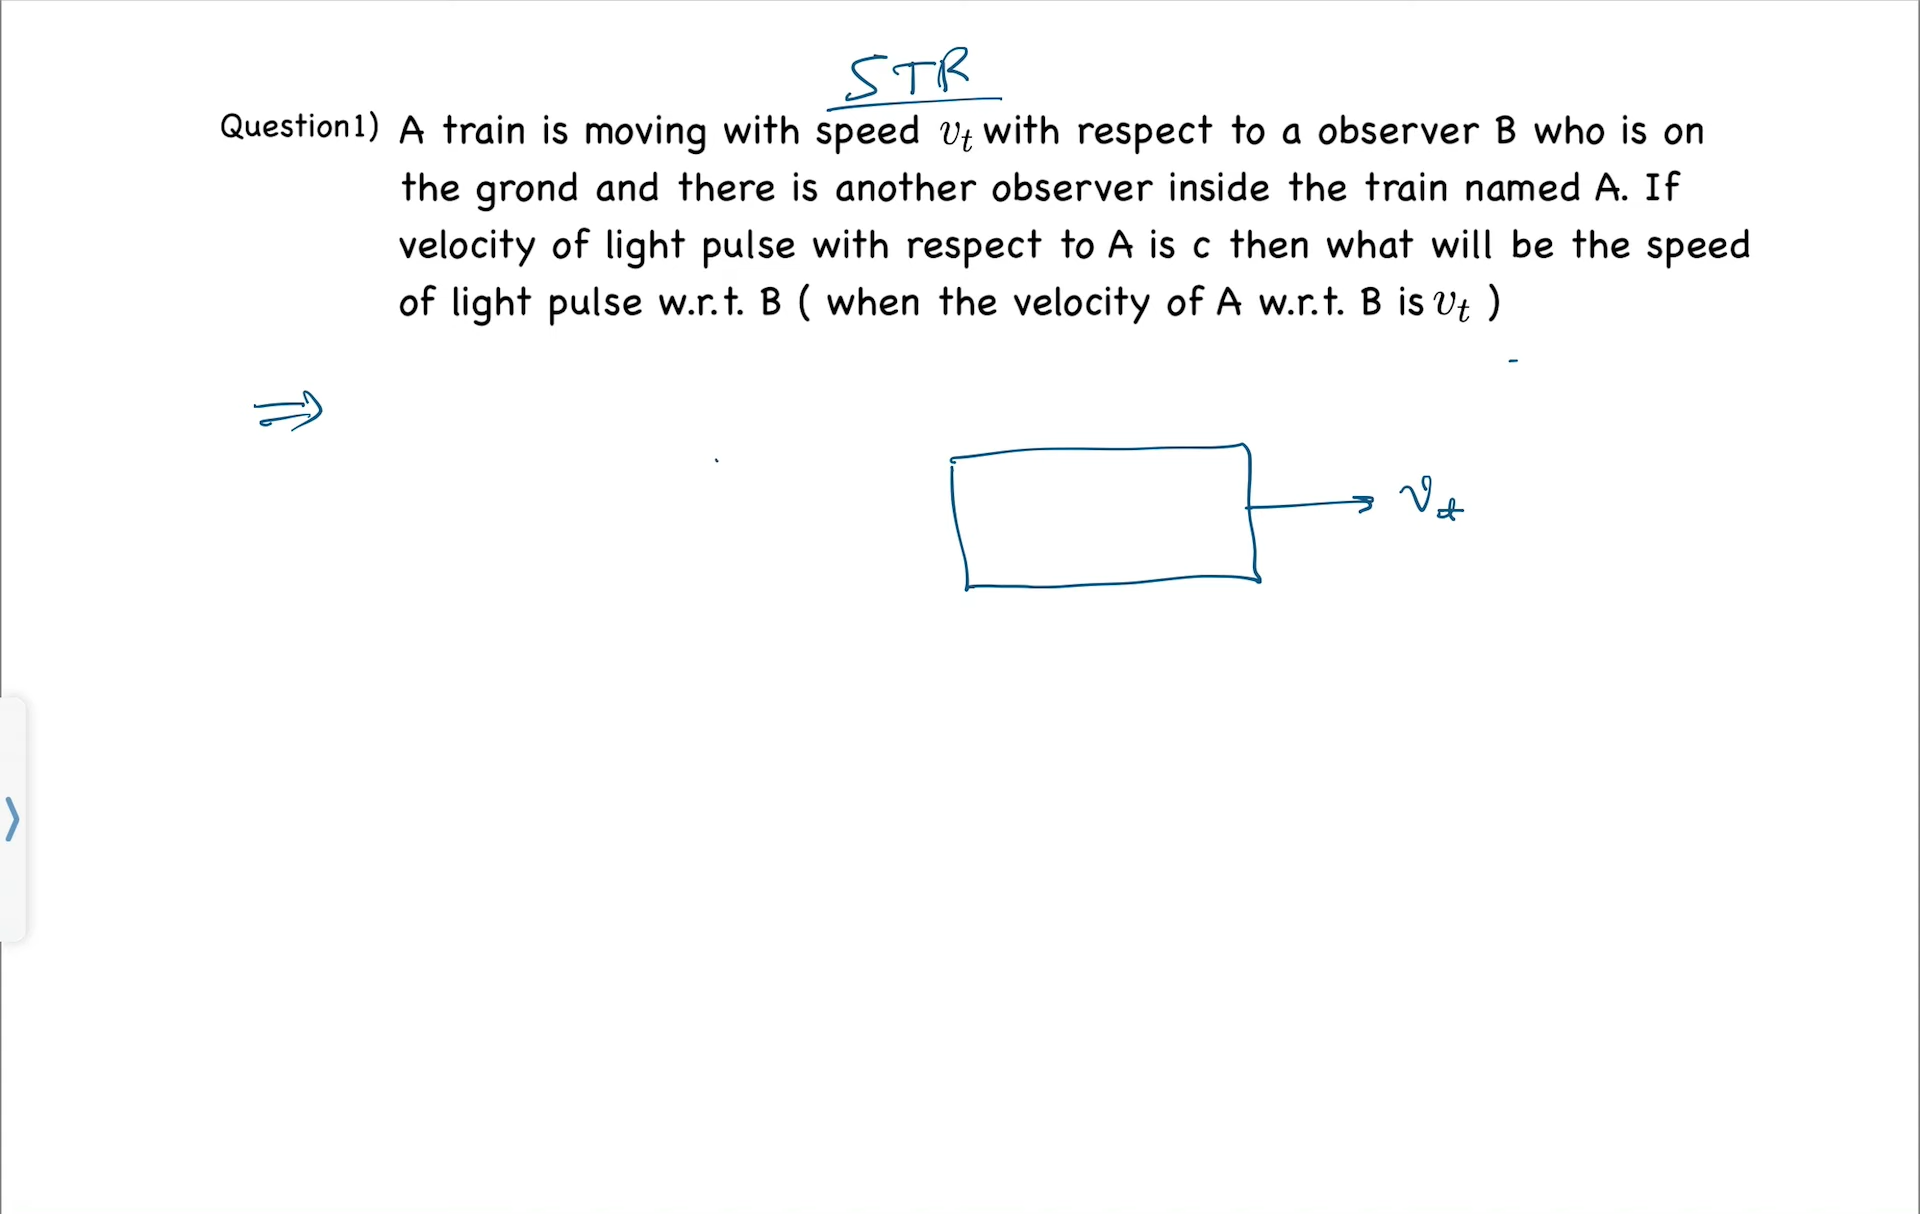 STR
Question1) A train is moving with speed v_t with respect to a observer B who is on
the grond and there is another observer inside the train named A. If
velocity of light pulse with respect to A is c then what will be the speed
of light pulse w.r.t. B ( when the velocity of A w.r.t. B is v_t )
⇒
v_t